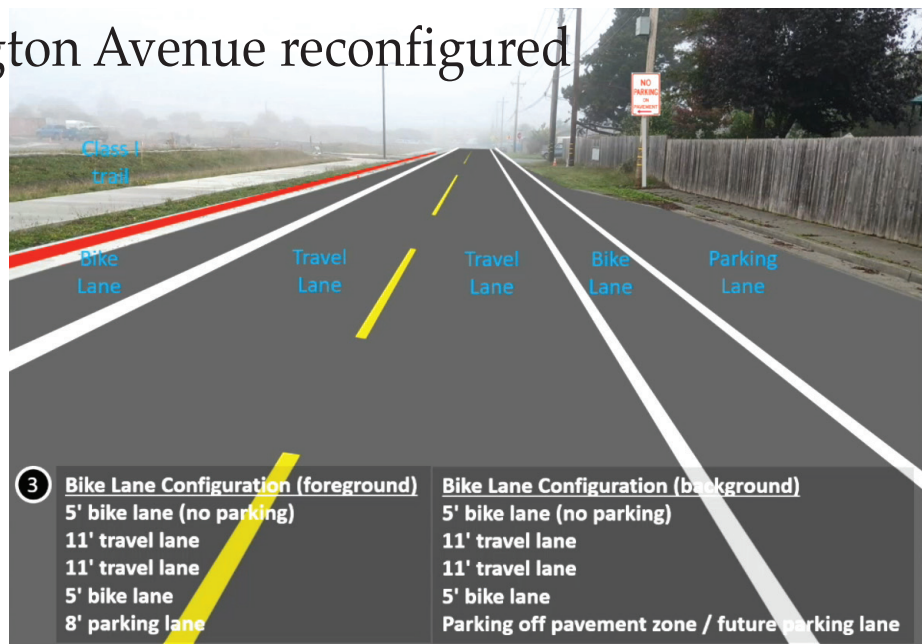 gton Avenue reconfigured
NO
PARKING
ON
PAVEMENT
Class I
trail
Bike
Lane
Travel
Lane
Travel
Lane
Bike
Lane
Parking
Lane
3
Bike Lane Configuration (foreground)
5' bike lane (no parking)
11' travel lane
11' travel lane
5' bike lane
8' parking lane
Bike Lane Configuration (background)
5' bike lane (no parking)
11' travel lane
11' travel lane
5' bike lane
Parking off pavement zone / future parking lane